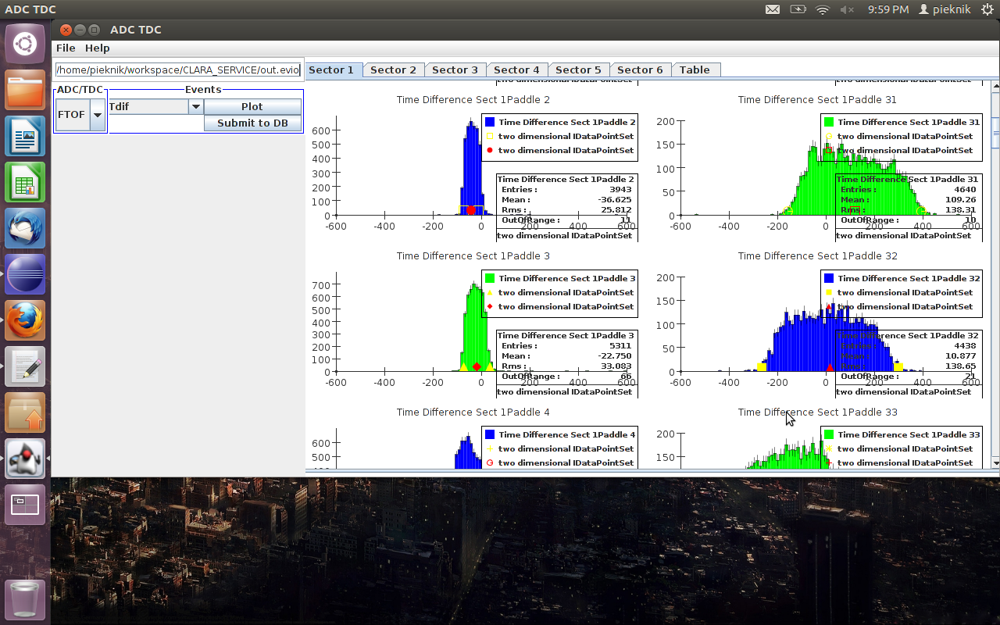 ADC TDC
9:59 PM pieknik
ADC TDC
File Help
/home/pieknik/workspace/CLARA_SERVICE/out.evio
Sector 1 Sector 2 Sector 3 Sector 4 Sector 5 Sector 6 Table
ADC/TDC Events
FTOF Tdif Plot
Submit to DB
Time Difference Sect 1Paddle 2
600
500
400
300
200
100
0
-600 -400 -200 0 200 400 600
Time Difference Sect 1Paddle 2
two dimensional IDataPointSet
two dimensional IDataPointSet
Time Difference Sect 1Paddle 2
Entries : 3943
Mean : -36.625
Rms : 25.812
OutOfRange : 11
two dimensional IDataPointSet
Time Difference Sect 1Paddle 31
200
150
100
50
0
-600 -400 -200 0 200 400 600
Time Difference Sect 1Paddle 31
two dimensional IDataPointSet
two dimensional IDataPointSet
Time Difference Sect 1Paddle 31
Entries : 4640
Mean : 109.26
Rms : 138.31
OutOfRange : 10
two dimensional IDataPointSet
Time Difference Sect 1Paddle 3
700
600
500
400
300
200
100
0
-600 -400 -200 0 200 400 600
Time Difference Sect 1Paddle 3
two dimensional IDataPointSet
two dimensional IDataPointSet
Time Difference Sect 1Paddle 3
Entries : 5311
Mean : -22.750
Rms : 33.083
OutOfRange : 66
two dimensional IDataPointSet
Time Difference Sect 1Paddle 32
200
150
100
50
0
-600 -400 -200 0 200 400 600
Time Difference Sect 1Paddle 32
two dimensional IDataPointSet
two dimensional IDataPointSet
Time Difference Sect 1Paddle 32
Entries : 4438
Mean : 10.877
Rms : 138.65
OutOfRange : 21
two dimensional IDataPointSet
Time Difference Sect 1Paddle 4
600
500
Time Difference Sect 1Paddle 4
two dimensional IDataPointSet
two dimensional IDataPointSet
Time Difference Sect 1Paddle 33
200
150
Time Difference Sect 1Paddle 33
two dimensional IDataPointSet
two dimensional IDataPointSet